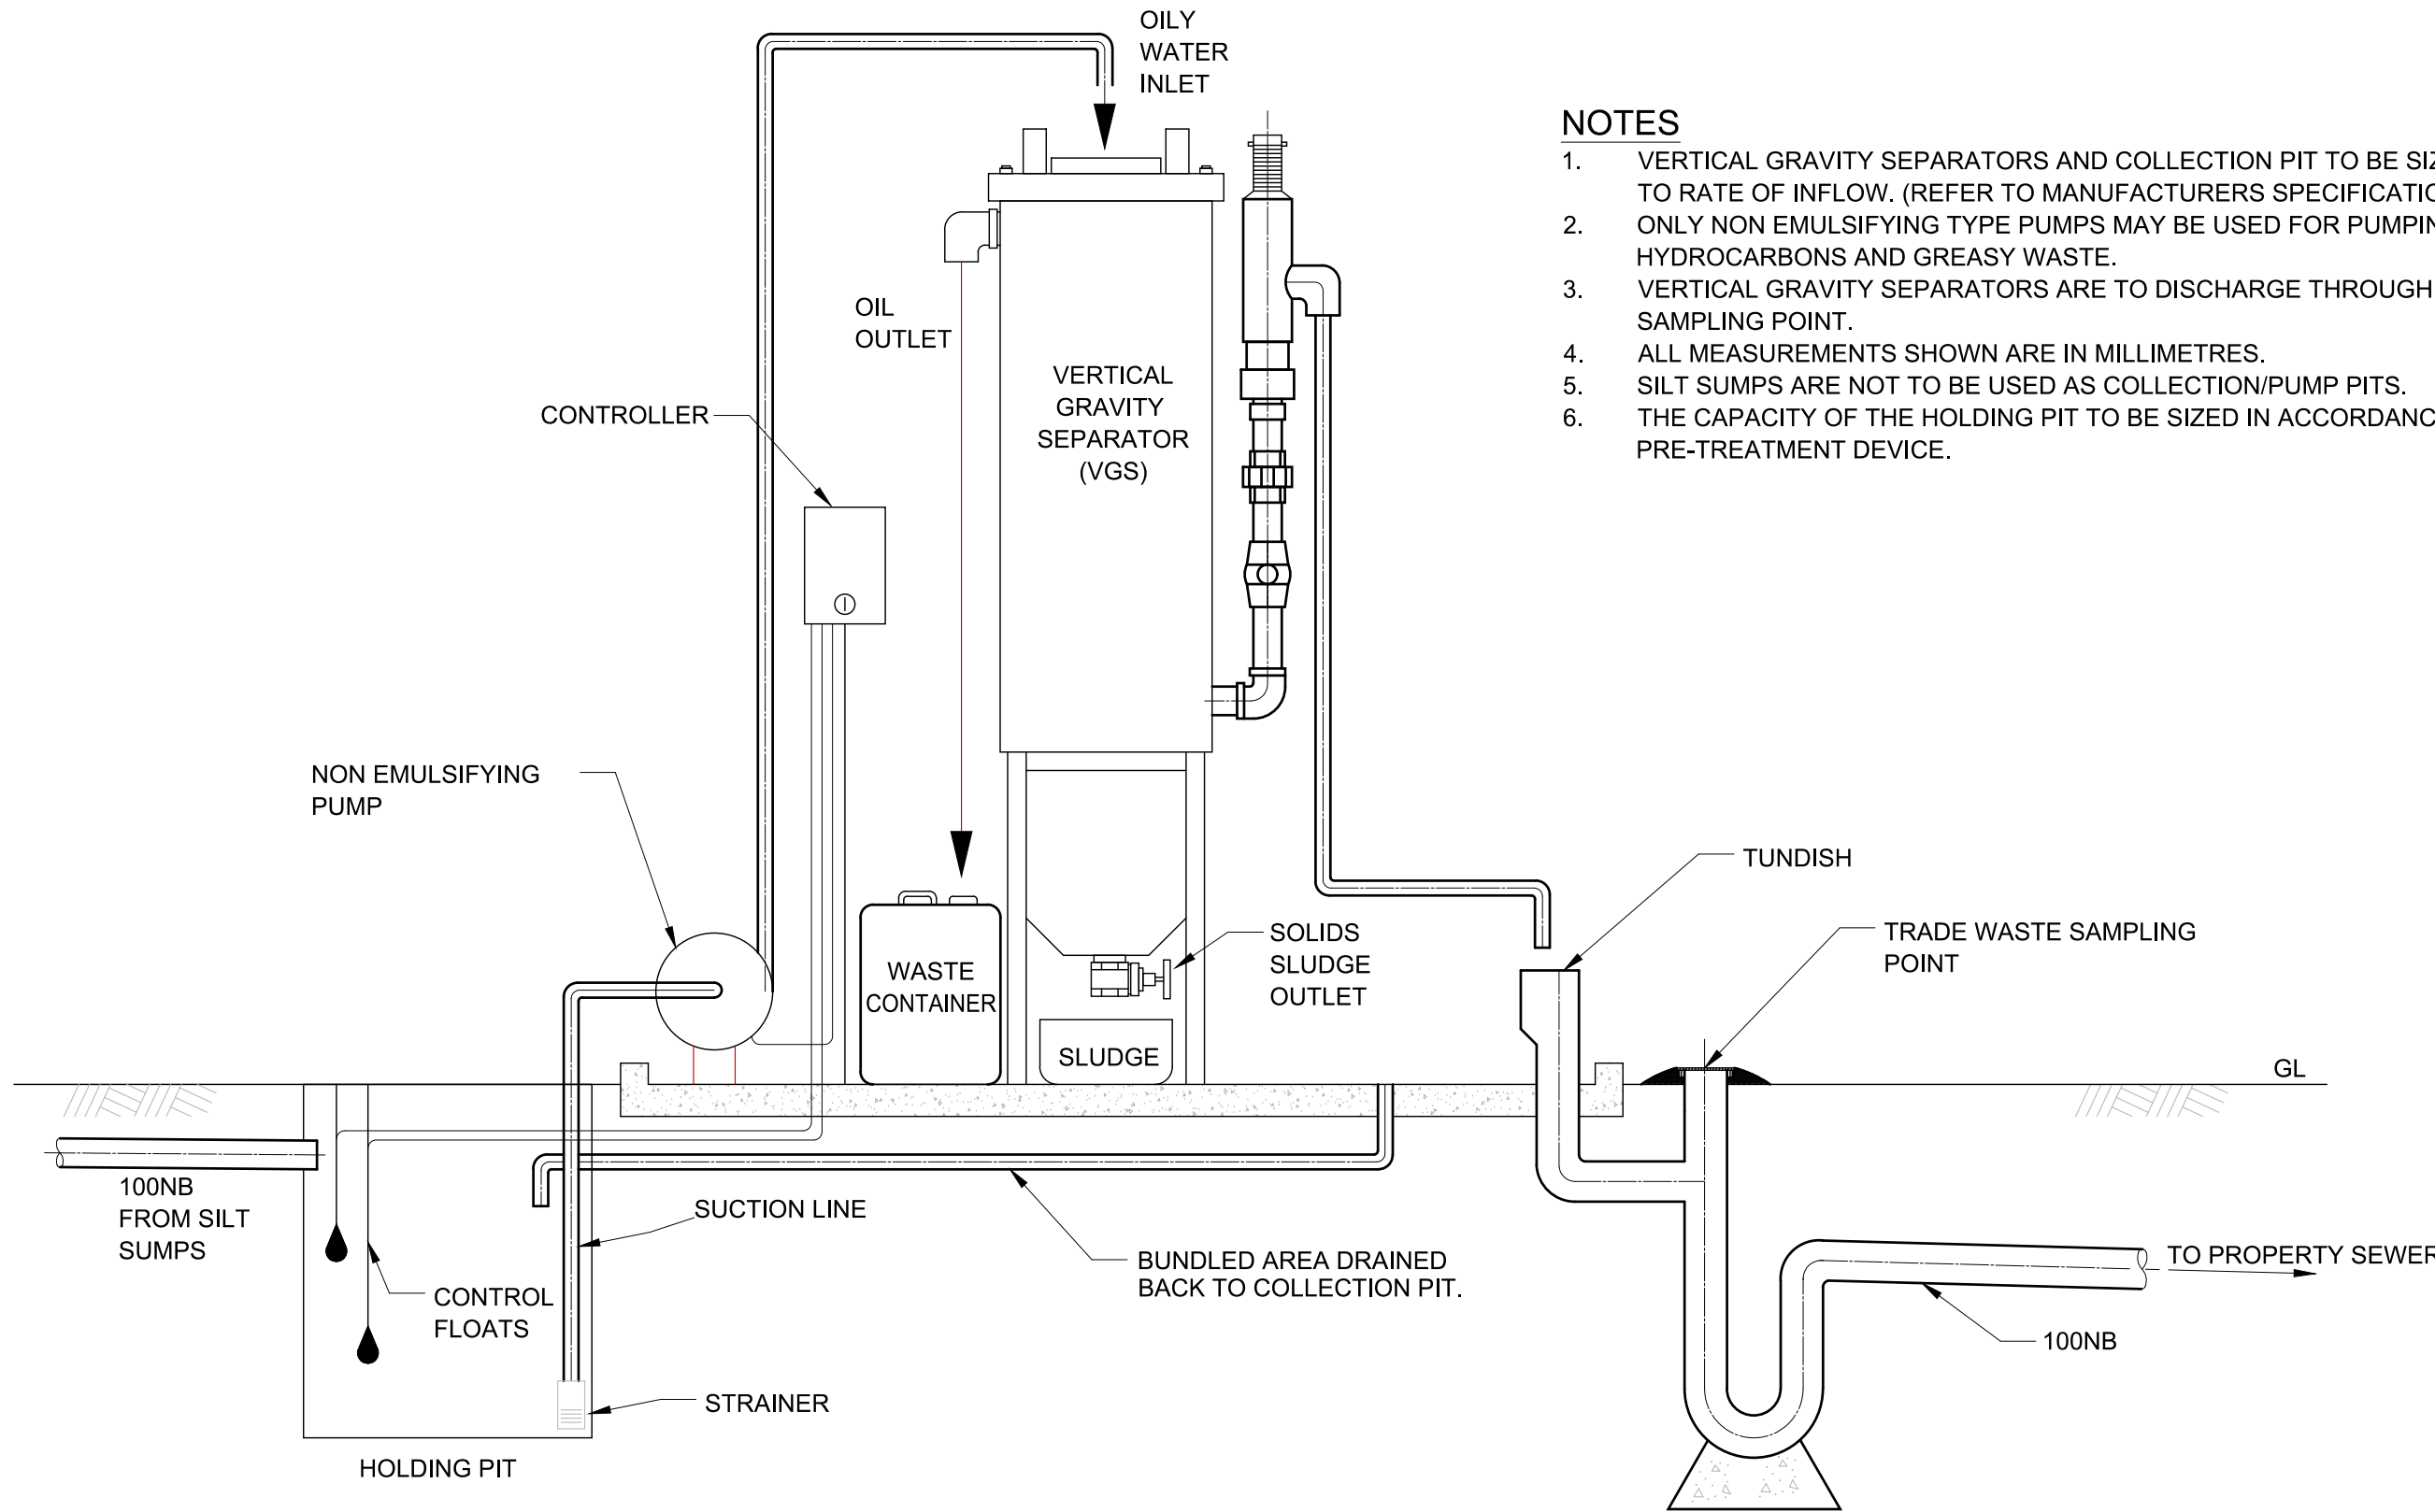 OILY
WATER
INLET
NOTES
1. VERTICAL GRAVITY SEPARATORS AND COLLECTION PIT TO BE
TO RATE OF INFLOW. (REFER TO MANUFACTURERS
2. ONLY NON EMULSIFYING TYPE PUMPS MAY BE USED FOR
HYDROCARBONS AND GREASY WASTE.
3. VERTICAL GRAVITY SEPARATORS ARE TO DISCHARGE THROUGH
SAMPLING POINT.
4. ALL MEASUREMENTS SHOWN ARE IN MILLIMETRES.
5. SILT SUMPS ARE NOT TO BE USED AS COLLECTION/PUMP PITS.
6. THE CAPACITY OF THE HOLDING PIT TO BE SIZED IN
PRE-TREATMENT DEVICE.
OIL
OUTLET
VERTICAL
GRAVITY
SEPARATOR
(VGS)
CONTROLLER
NON EMULSIFYING
PUMP
TUNDISH
TRADE WASTE SAMPLING
POINT
SOLIDS
SLUDGE
OUTLET
WASTE
CONTAINER
SLUDGE
GL
100NB
FROM SILT
SUMPS
SUCTION LINE
BUNDLED AREA DRAINED
BACK TO COLLECTION PIT.
TO PROPERTY SEWER
CONTROL
FLOATS
100NB
STRAINER
HOLDING PIT